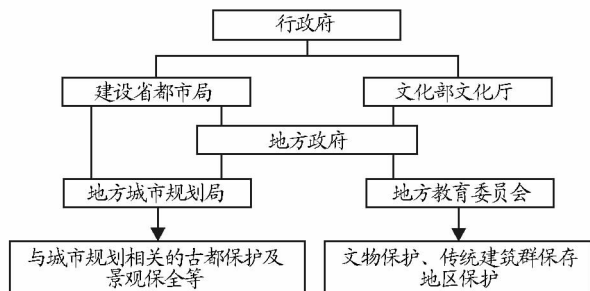 行政府
建设省都市局
文化部文化厅
地方政府
地方城市规划局
地方教育委员会
与城市规划相关的古都保护及
景观保全等
文物保护、传统建筑群保存
地区保护